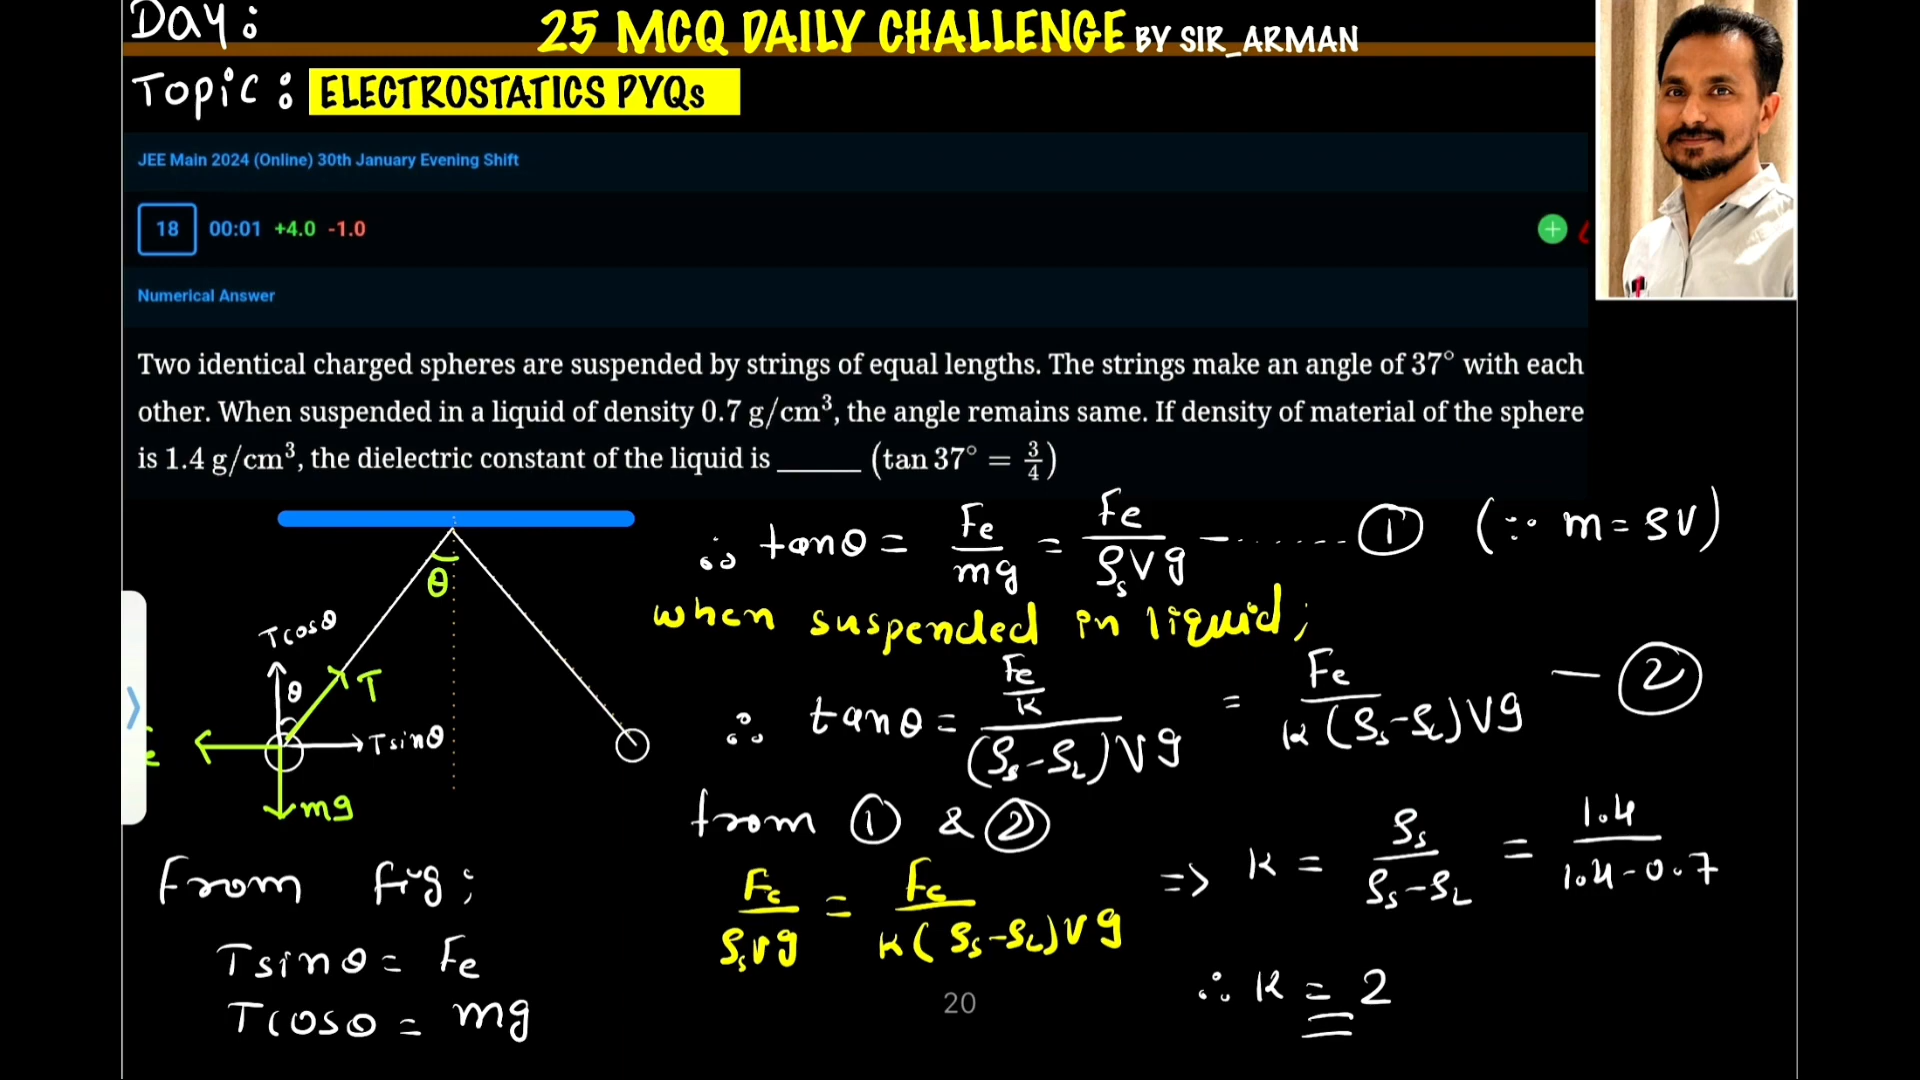 Day:
25 MCQ DAILY CHALLENGE BY SIR_ARMAN
Topic: ELECTROSTATICS PYQs
JEE Main 2024 (Online) 30th January Evening Shift
18 00:01 +4.0 -1.0
Numerical Answer
Two identical charged spheres are suspended by strings of equal lengths. The strings make an angle of 37° with each
other. When suspended in a liquid of density 0.7 g/cm³, the angle remains same. If density of material of the sphere
is 1.4 g/cm³, the dielectric constant of the liquid is ______ (tan 37° = 3/4)
θ
Tcosθ
θ
T
Tsinθ
mg
From fig;
Tsinθ = Fe
Tcosθ = mg
∴ tanθ = Fe/mg = Fe/ρsVg -------- ① (∵ m = ρV)
when suspended in liquid;
∴ tanθ = (Fe/K)/((ρs-ρL)Vg) = Fe/(K(ρs-ρL)Vg) — ②
from ① & ②
Fe/ρsVg = Fe/(K(ρs-ρL)Vg)
=> K = ρs/(ρs-ρL) = 1.4/(1.4-0.7)
∴ K = 2
20